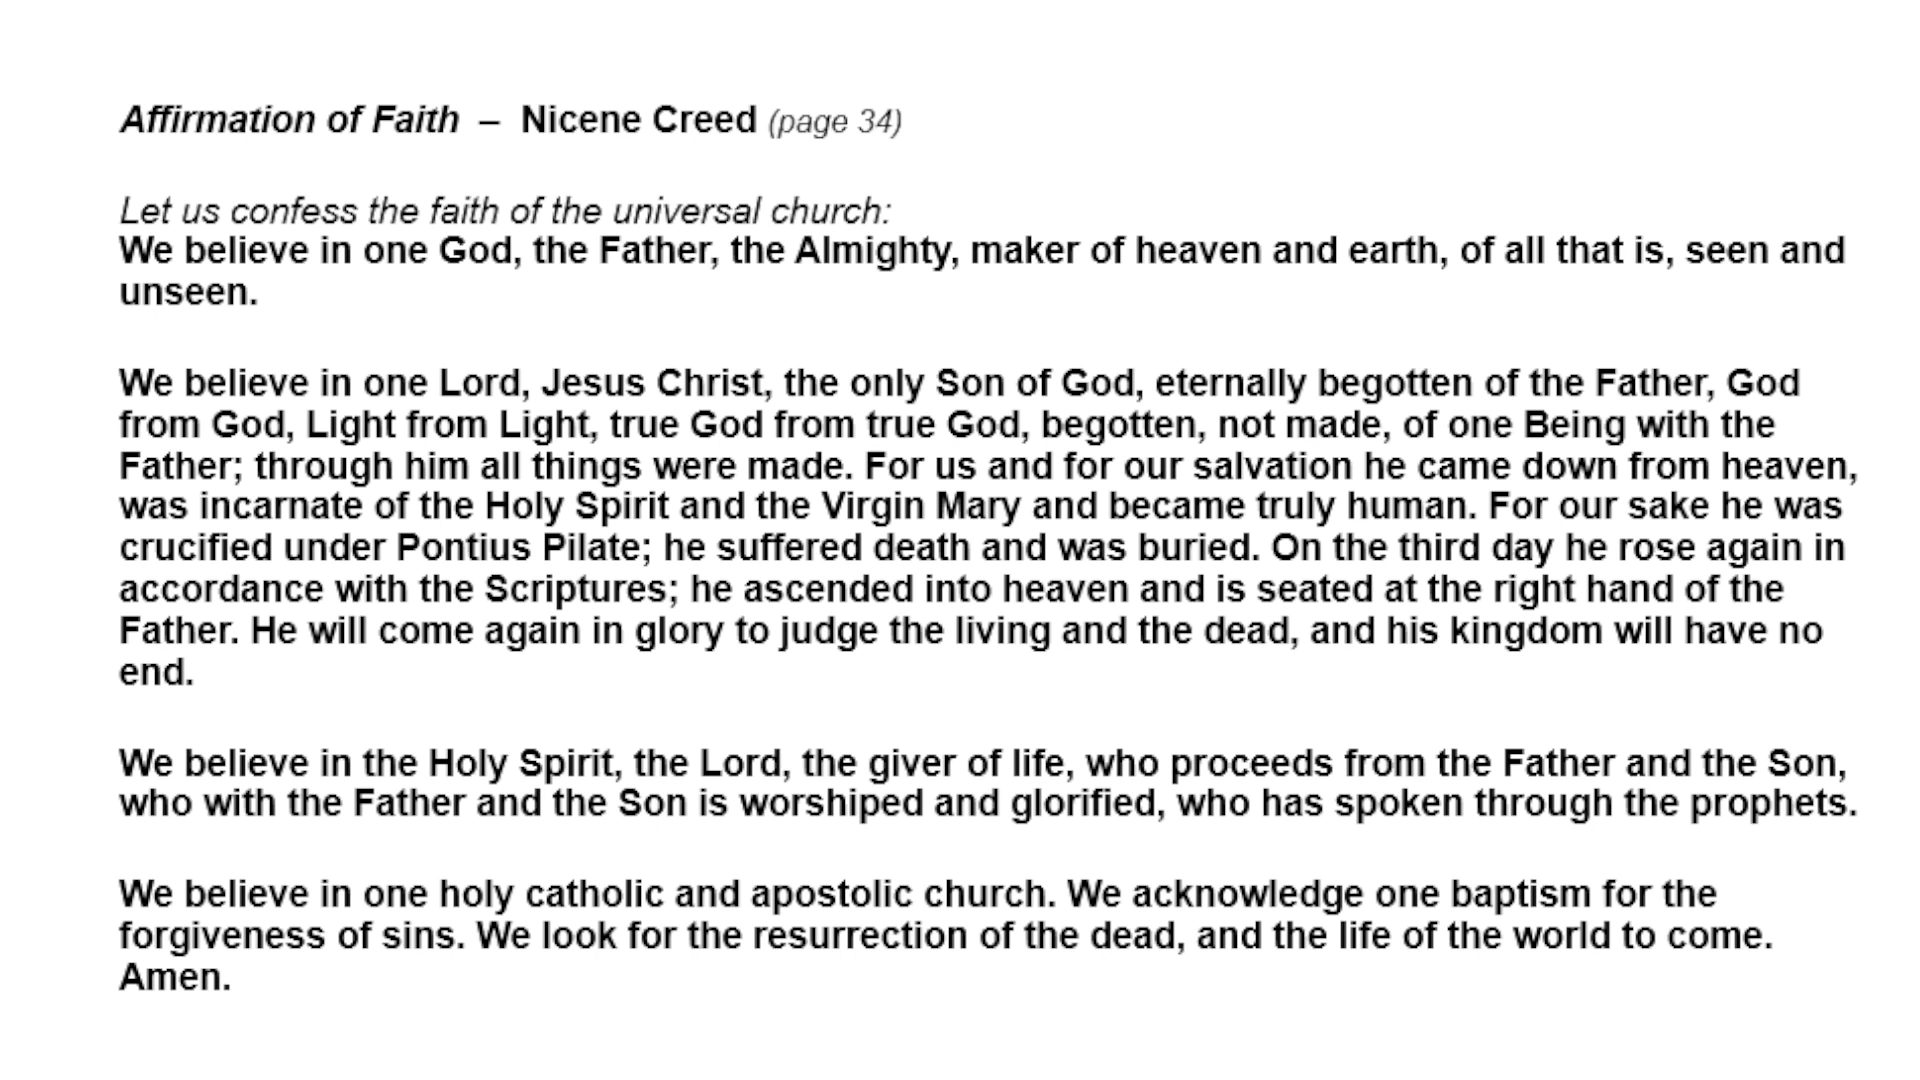 Affirmation of Faith – Nicene Creed (page 34)
Let us confess the faith of the universal church:
We believe in one God, the Father, the Almighty, maker of heaven and earth, of all that is, seen and
unseen.
We believe in one Lord, Jesus Christ, the only Son of God, eternally begotten of the Father, God
from God, Light from Light, true God from true God, begotten, not made, of one Being with the
Father; through him all things were made. For us and for our salvation he came down from heaven,
was incarnate of the Holy Spirit and the Virgin Mary and became truly human. For our sake he was
crucified under Pontius Pilate; he suffered death and was buried. On the third day he rose again in
accordance with the Scriptures; he ascended into heaven and is seated at the right hand of the
Father. He will come again in glory to judge the living and the dead, and his kingdom will have no
end.
We believe in the Holy Spirit, the Lord, the giver of life, who proceeds from the Father and the Son,
who with the Father and the Son is worshiped and glorified, who has spoken through the prophets.
We believe in one holy catholic and apostolic church. We acknowledge one baptism for the
forgiveness of sins. We look for the resurrection of the dead, and the life of the world to come.
Amen.